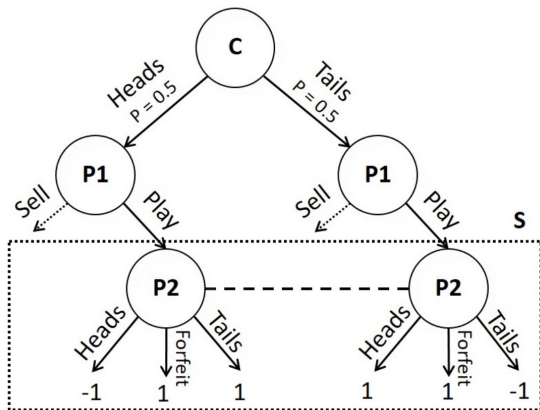 C
Heads
P = 0.5
Tails
P = 0.5
P1
P1
Sell
Play
Sell
Play
S
P2
P2
Heads
Forfeit
Tails
Heads
Forfeit
Tails
-1
1
1
1
1
-1